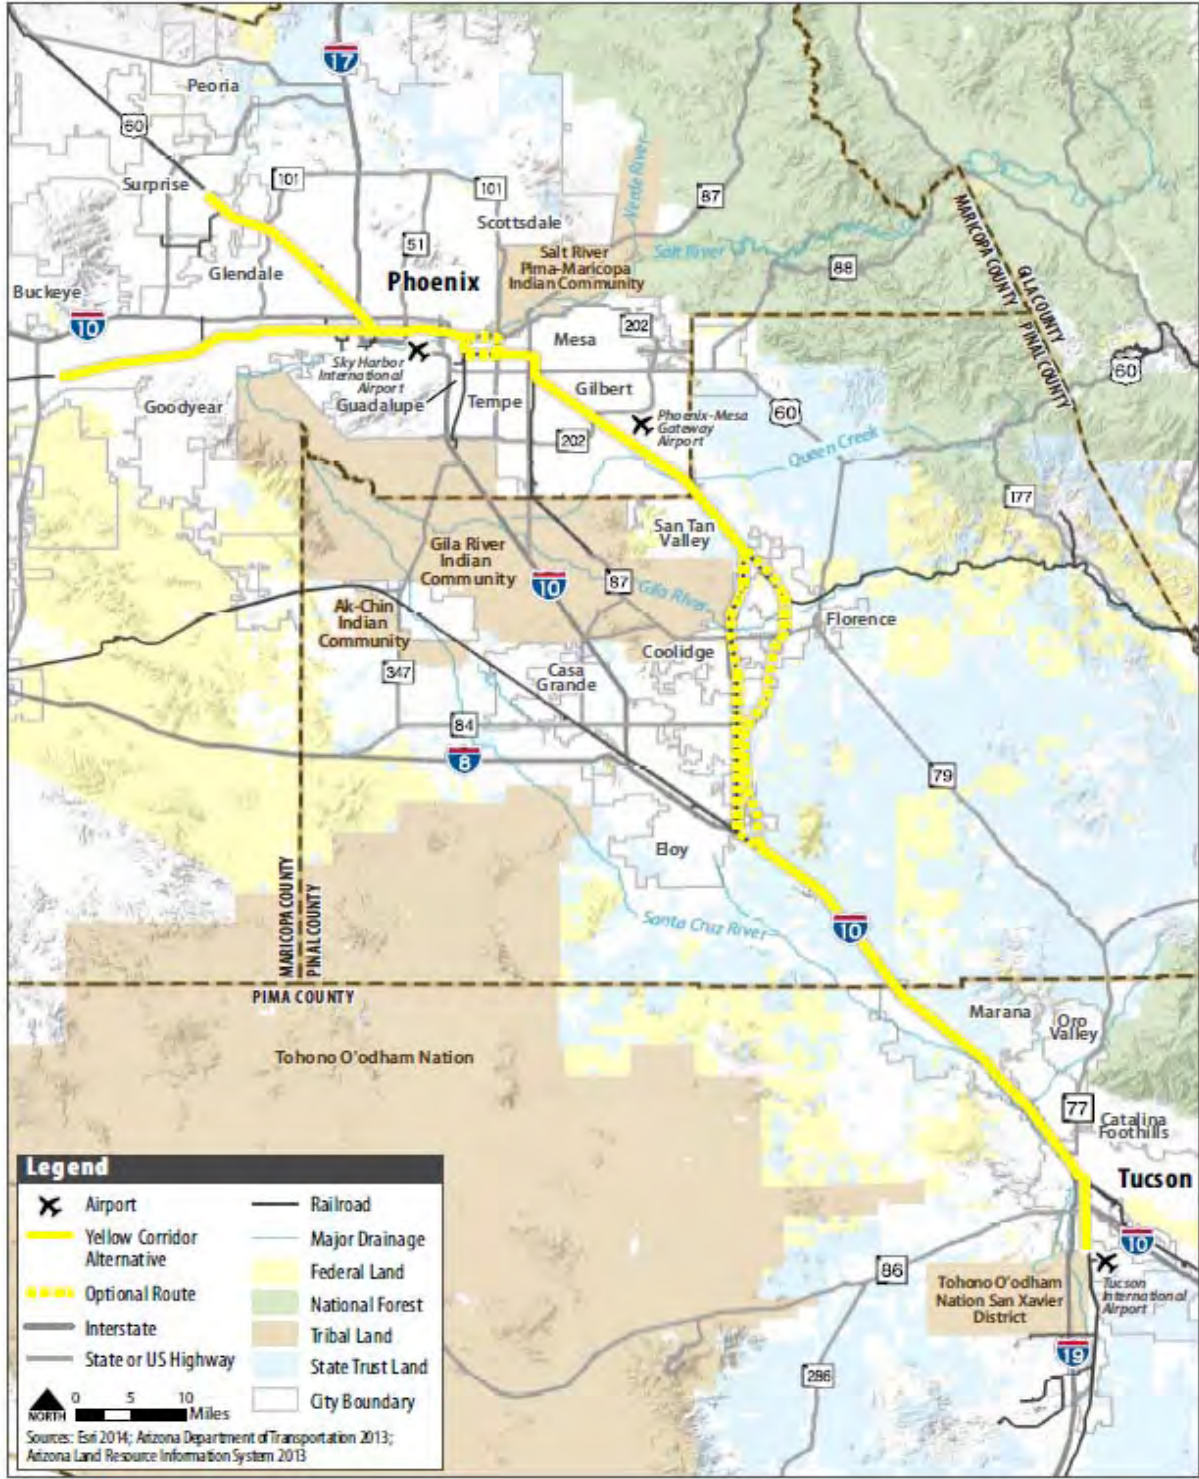 17
Peoria
60
Surprise
101
101
87
Verde River
Scottsdale
51
Salt River
Salt River
Pima-Maricopa
Indian Community
88
MARICOPA COUNTY
GILA COUNTY
PINAL COUNTY
Glendale
Phoenix
Buckeye
10
202
Mesa
Sky Harbor
International
Airport
60
Goodyear
Guadalupe
Tempe
Gilbert
60
Phoenix-Mesa
Gateway
Airport
202
Queen Creek
177
San Tan
Valley
Gila River
Indian
Community
10
87
Gila River
Ak-Chin
Indian
Community
Florence
Coolidge
347
Casa
Grande
84
8
79
Eloy
MARICOPA COUNTY
PINAL COUNTY
Santa Cruz River
10
PIMA COUNTY
Marana
Oro
Valley
Tohono O'odham Nation
77
Catalina
Foothills
Tucson
10
86
Tohono O'odham
Nation San Xavier
District
Tucson
International
Airport
19
286
Legend
Airport
Yellow Corridor
Alternative
Optional Route
Interstate
State or US Highway
Railroad
Major Drainage
Federal Land
National Forest
Tribal Land
State Trust Land
City Boundary
NORTH
0 5 10
Miles
Sources: Esri 2014; Arizona Department of Transportation 2013;
Arizona Land Resource Information System 2013